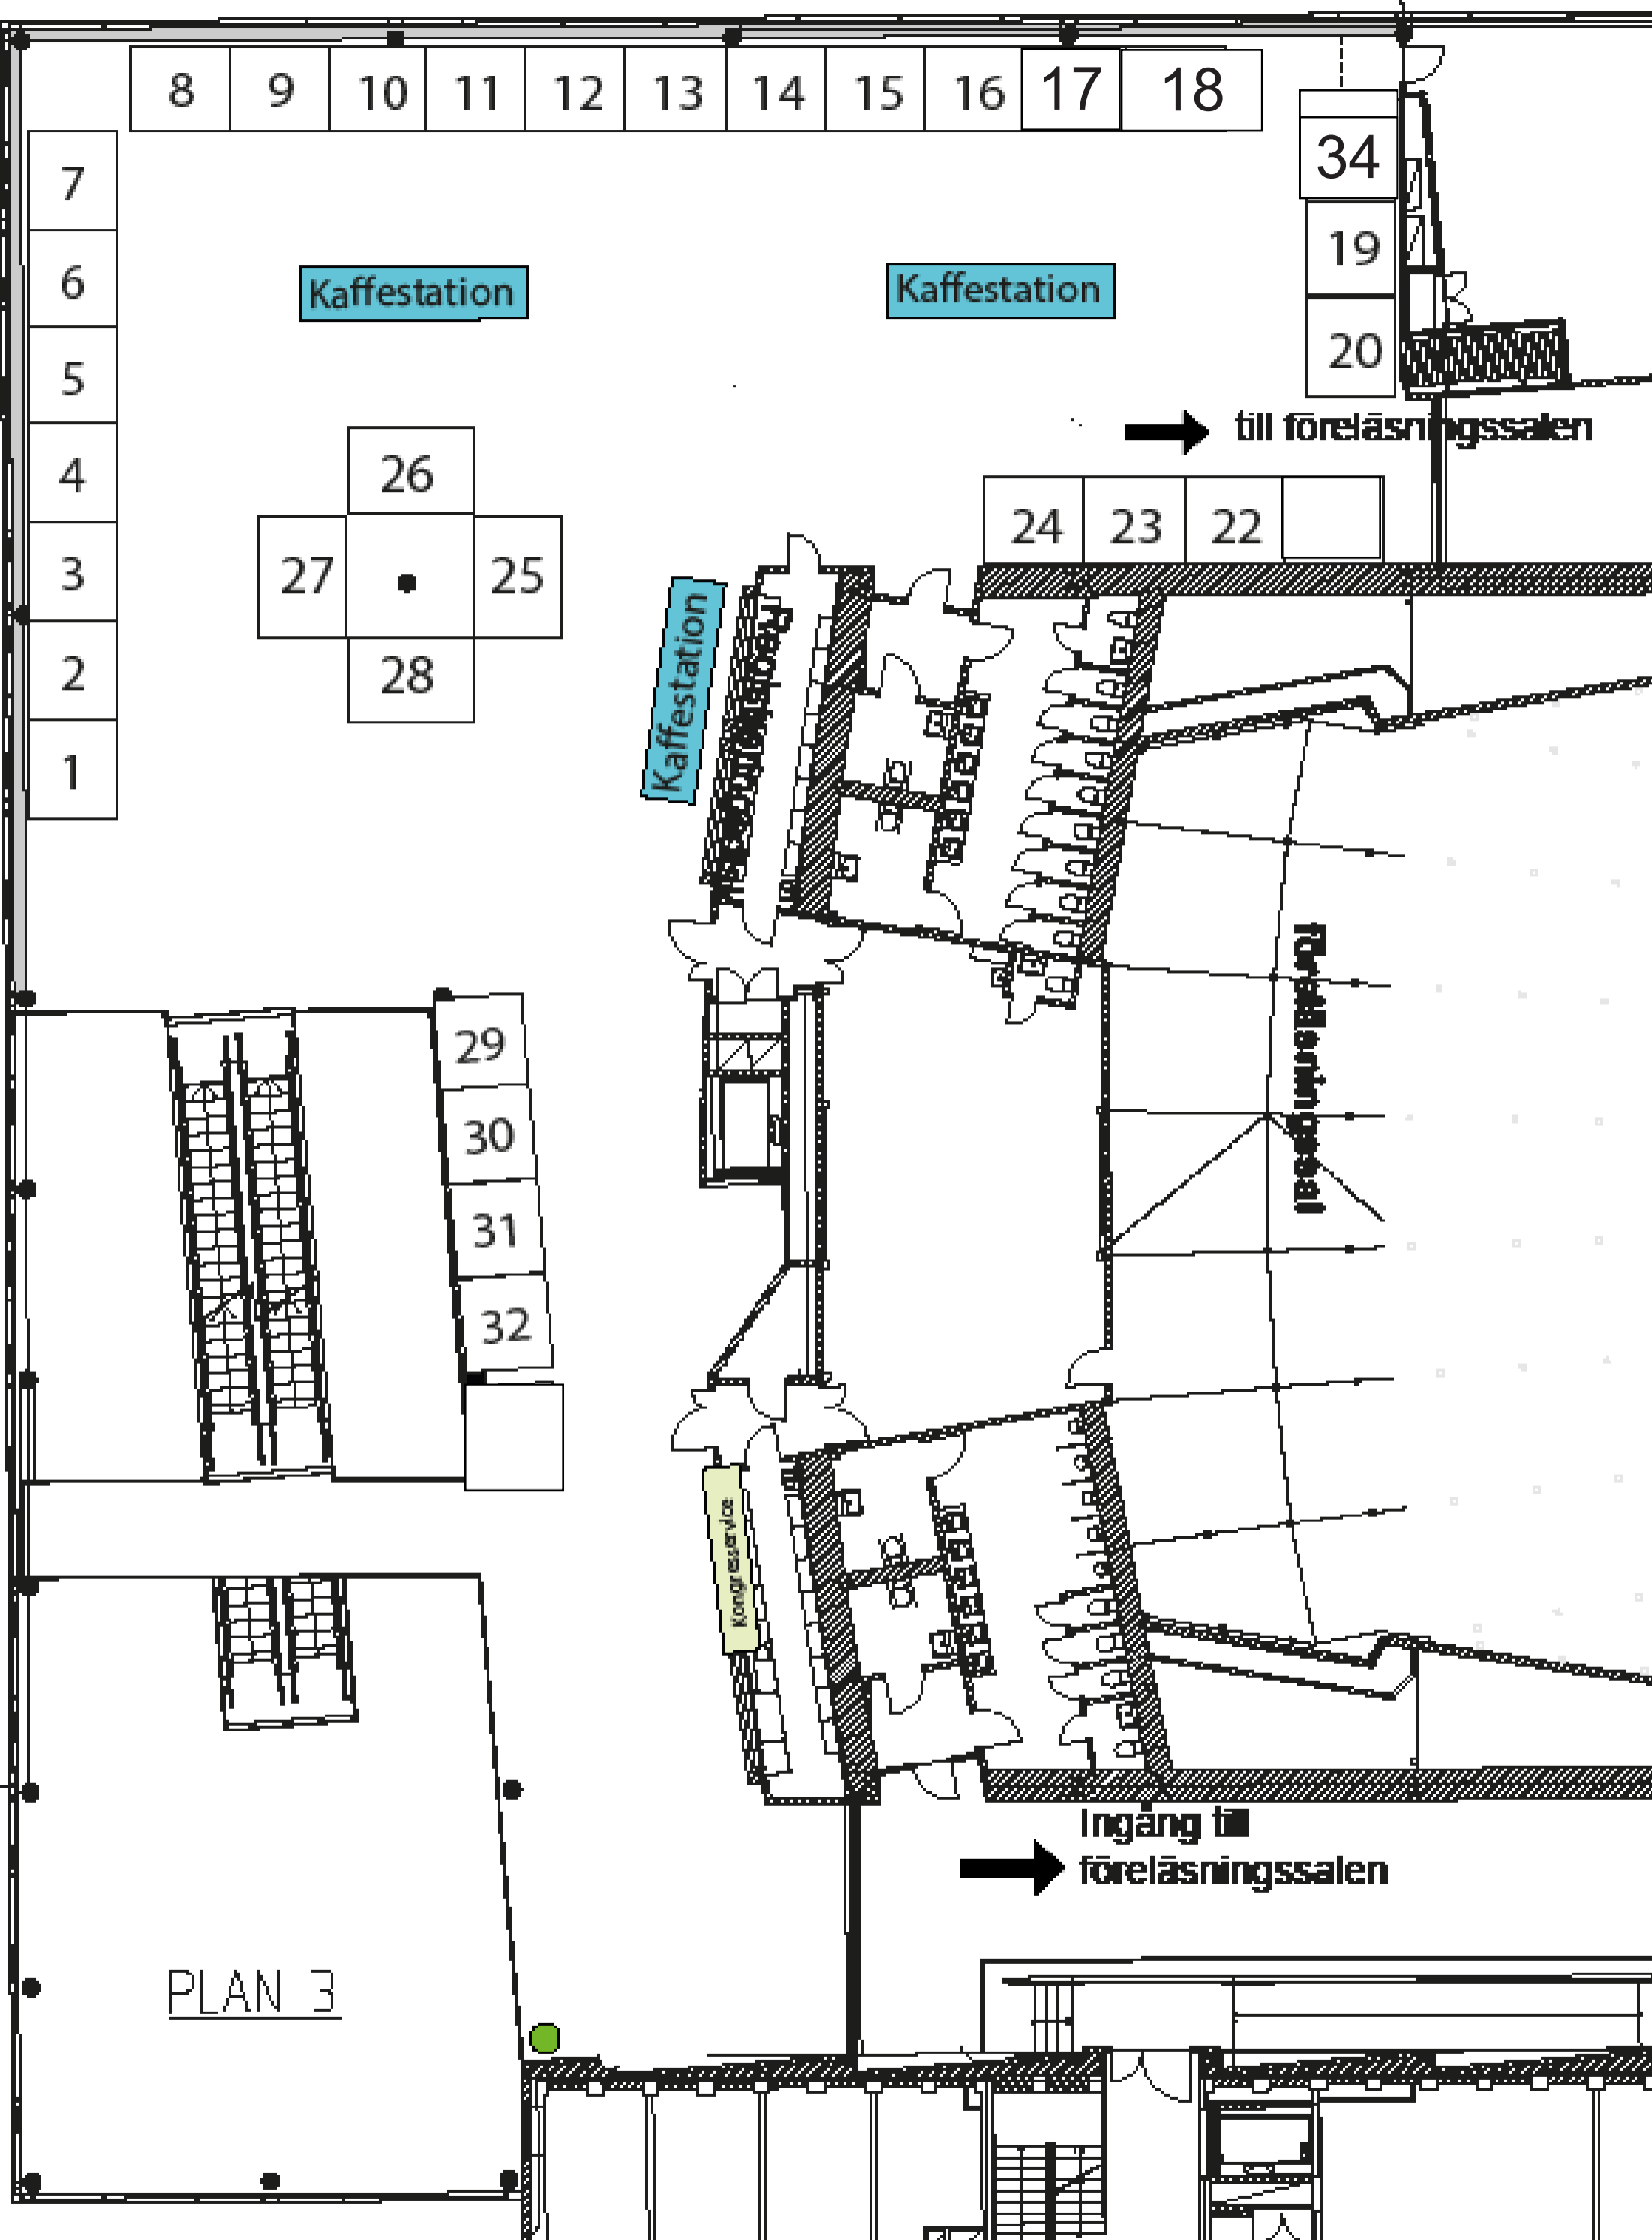 8 9 10 11 12 13 14 15 16 17 18
34
7
19
6
Kaffestation
Kaffestation
20
5
till föreläsningssalen
4
26
24 23 22
3
27
25
2
28
Kaffestation
1
föreläsningssal
29
30
31
32
Kongresservice
Ingång till
föreläsningssalen
PLAN 3